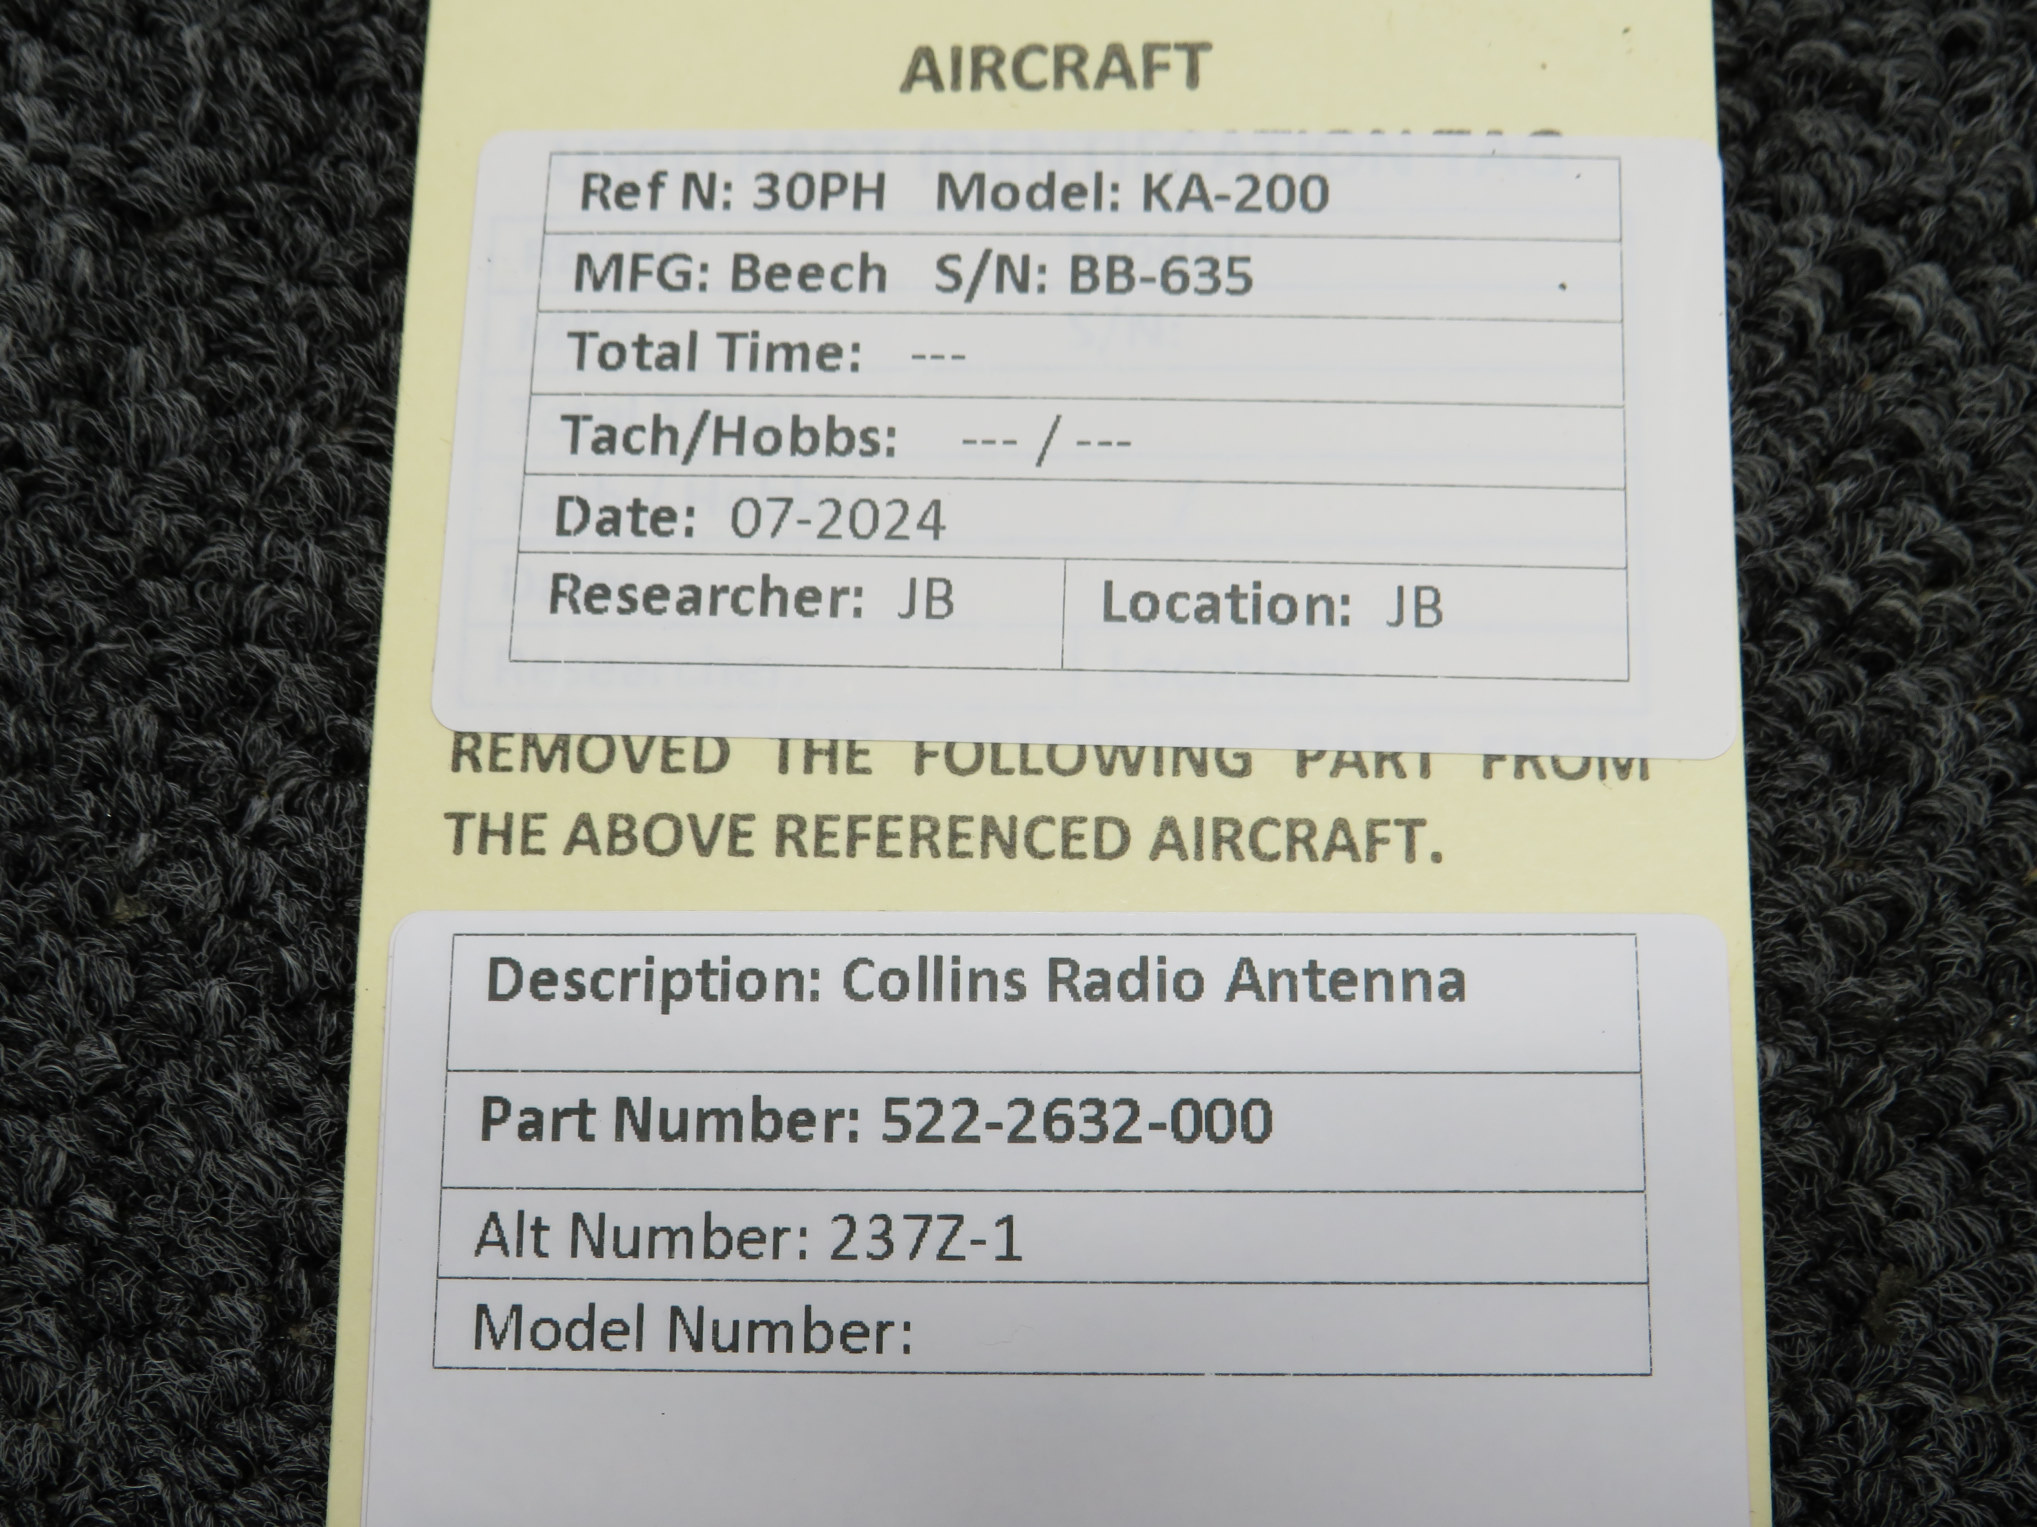 AIRCRAFT
Ref N: 30PH Model: KA-200
MFG: Beech S/N: BB-635
Total Time: ---
Tach/Hobbs: --- / ---
Date: 07-2024
Researcher: JB Location: JB
REMOVED THE FOLLOWING PART FROM
THE ABOVE REFERENCED AIRCRAFT.
Description: Collins Radio Antenna
Part Number: 522-2632-000
Alt Number: 237Z-1
Model Number: